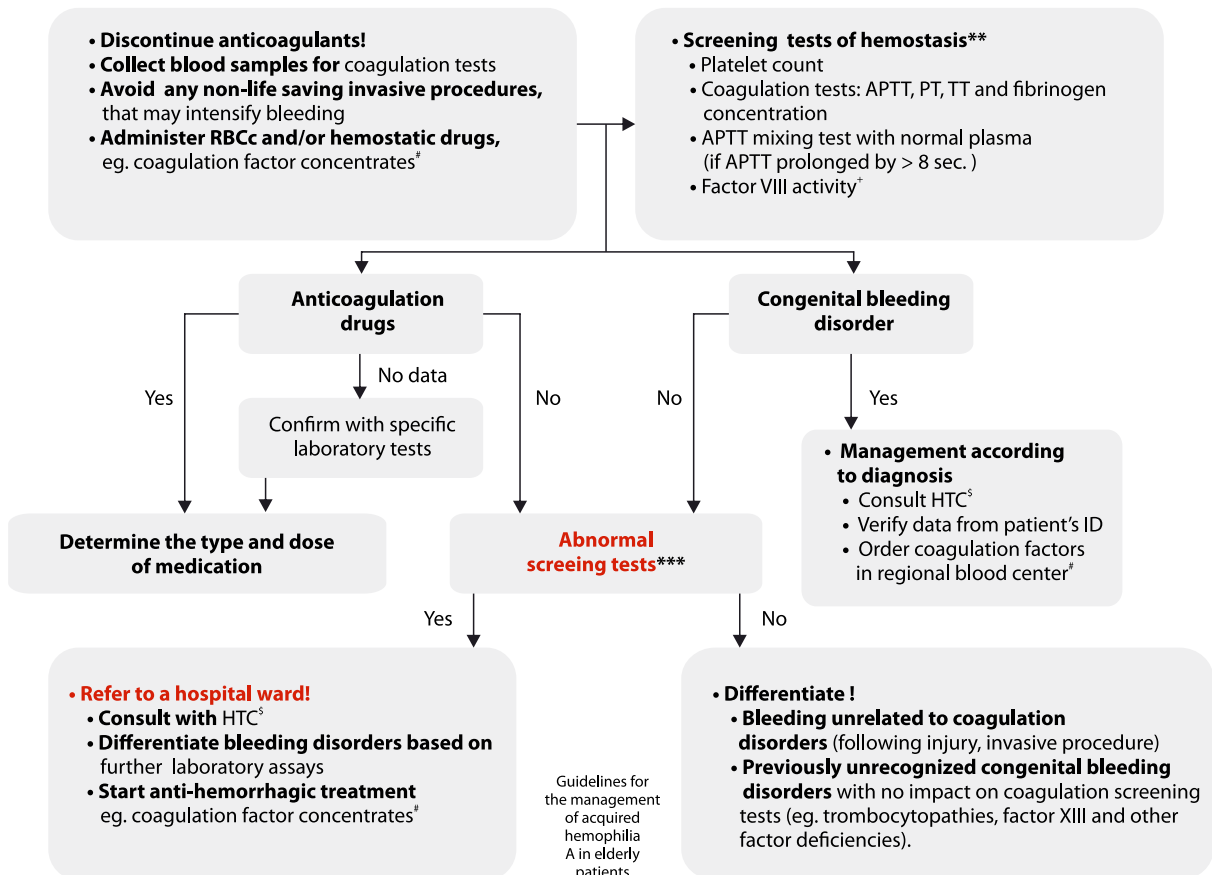 • Discontinue anticoagulants!
• Collect blood samples for coagulation tests
• Avoid any non-life saving invasive procedures,
that may intensify bleeding
• Administer RBCc and/or hemostatic drugs,
eg. coagulation factor concentrates#
• Screening tests of hemostasis**
• Platelet count
• Coagulation tests: APTT, PT, TT and fibrinogen
concentration
• APTT mixing test with normal plasma
(if APTT prolonged by > 8 sec. )
• Factor VIII activity+
Anticoagulation
drugs
Congenital bleeding
disorder
Yes
No data
No
No
Yes
Confirm with specific
laboratory tests
• Management according
to diagnosis
• Consult HTC$
• Verify data from patient's ID
• Order coagulation factors
in regional blood center#
Determine the type and dose
of medication
Abnormal
screeing tests***
Yes
No
• Refer to a hospital ward!
• Consult with HTC$
• Differentiate bleeding disorders based on
further laboratory assays
• Start anti-hemorrhagic treatment
eg. coagulation factor concentrates#
Guidelines for
the management
of acquired
hemophilia
A in elderly
patients
• Differentiate !
• Bleeding unrelated to coagulation
disorders (following injury, invasive procedure)
• Previously unrecognized congenital bleeding
disorders with no impact on coagulation screening
tests (eg. trombocytopathies, factor XIII and other
factor deficiencies).